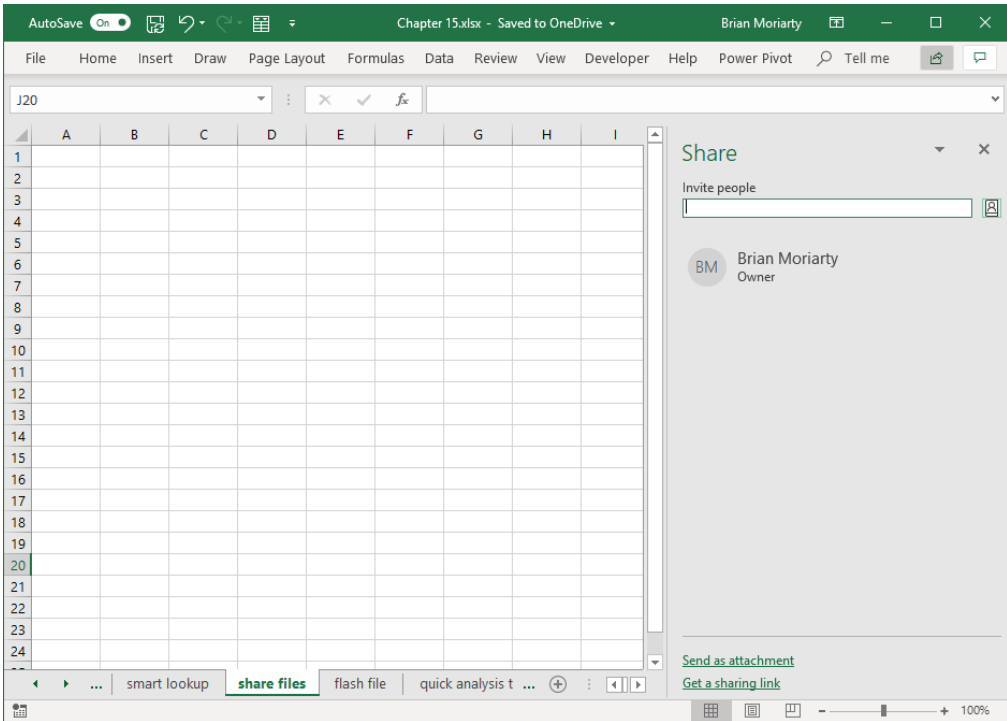 AutoSave On Chapter 15.xlsx - Saved to OneDrive Brian Moriarty
File Home Insert Draw Page Layout Formulas Data Review View Developer Help Power Pivot Tell me
J20 fx
A B C D E F G H I
Share
Invite people
BM Brian Moriarty
Owner
1
2
3
4
5
6
7
8
9
10
11
12
13
14
15
16
17
18
19
20
21
22
23
24
Send as attachment
... smart lookup share files flash file quick analysis t ...
Get a sharing link
100%